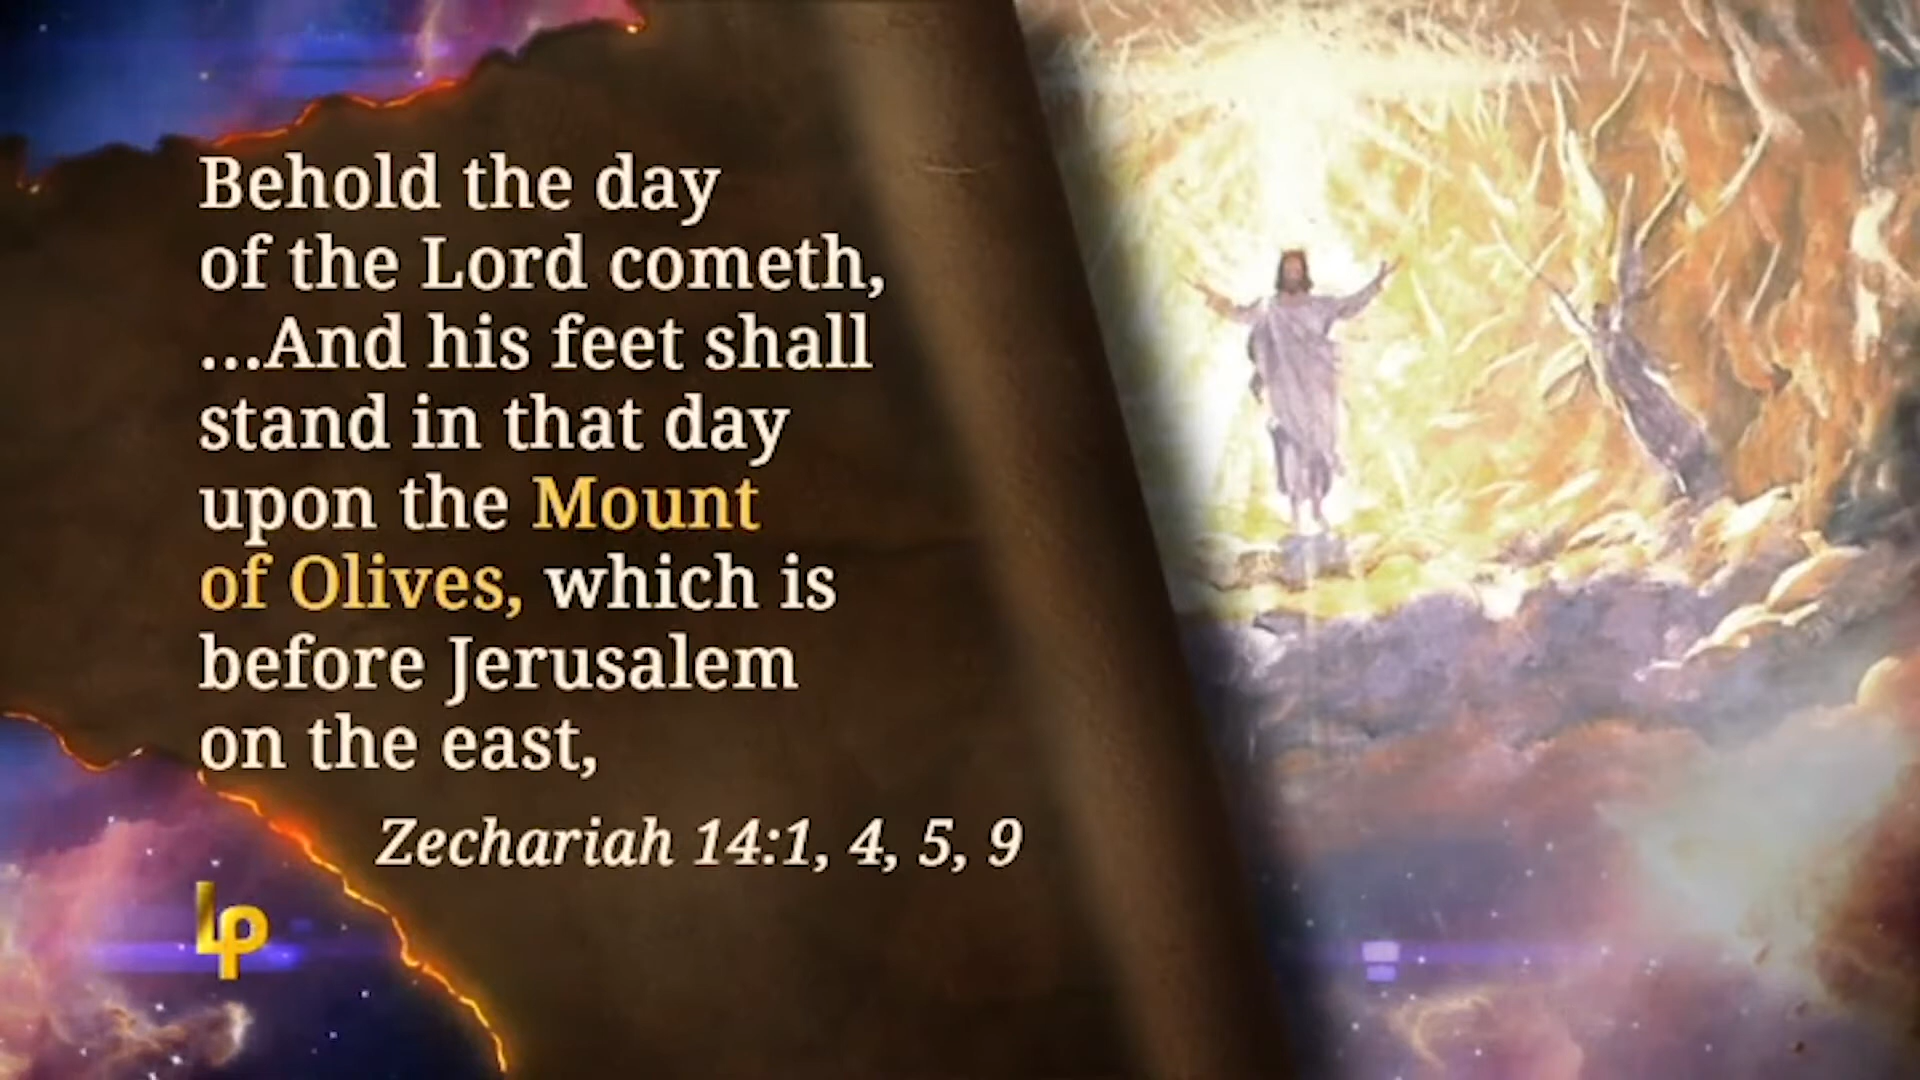 Behold the day
of the Lord cometh,
...And his feet shall
stand in that day
upon the Mount
of Olives, which is
before Jerusalem
on the east,
Zechariah 14:1, 4, 5, 9
LP